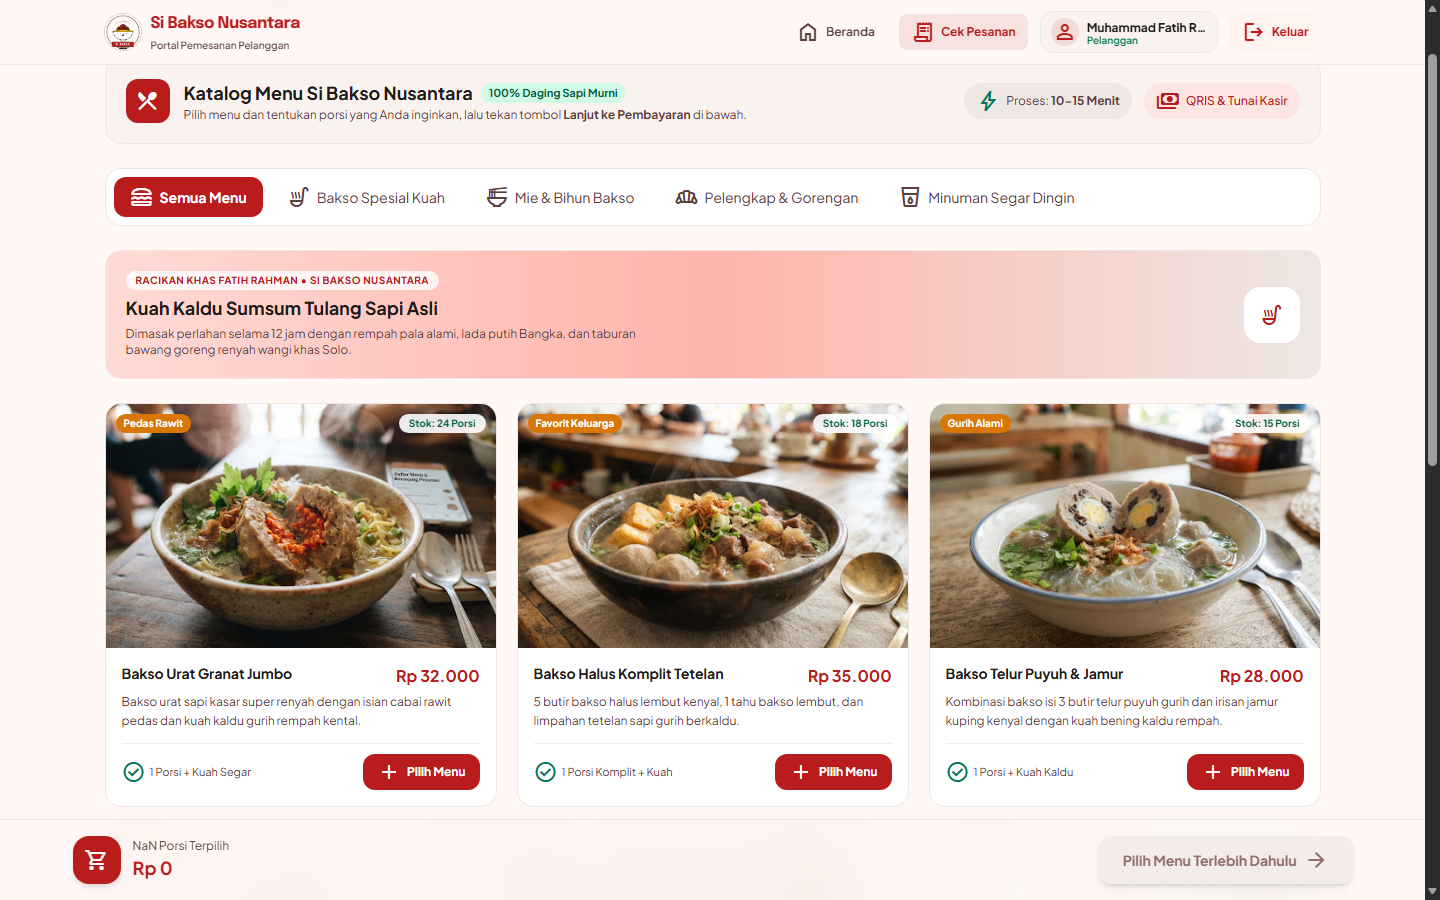 Si Bakso Nusantara
Portal Pemesanan Pelanggan
Beranda
Cek Pesanan
Muhammad Fatih R...
Pelanggan
Keluar
Katalog Menu Si Bakso Nusantara
100% Daging Sapi Murni
Pilih menu dan tentukan porsi yang Anda inginkan, lalu tekan tombol Lanjut ke Pembayaran di bawah.
Proses: 10-15 Menit
QRIS & Tunai Kasir
Semua Menu
Bakso Spesial Kuah
Mie & Bihun Bakso
Pelengkap & Gorengan
Minuman Segar Dingin
RACIKAN KHAS FATIH RAHMAN • SI BAKSO NUSANTARA
Kuah Kaldu Sumsum Tulang Sapi Asli
Dimasak perlahan selama 12 jam dengan rempah pala alami, lada putih Bangka, dan taburan
bawang goreng renyah wangi khas Solo.
Pedas Rawit
Stok: 24 Porsi
Daftar Menu &
Keranjang Pesanan
Bakso Urat Granat Jumbo
Rp 32.000
Bakso urat sapi kasar super renyah dengan isian cabai rawit
pedas dan kuah kaldu gurih rempah kental.
1 Porsi + Kuah Segar
Pilih Menu
Favorit Keluarga
Stok: 18 Porsi
Bakso Halus Komplit Tetelan
Rp 35.000
5 butir bakso halus lembut kenyal, 1 tahu bakso lembut, dan
limpahan tetelan sapi gurih berkaldu.
1 Porsi Komplit + Kuah
Pilih Menu
Gurih Alami
Stok: 15 Porsi
Bakso Telur Puyuh & Jamur
Rp 28.000
Kombinasi bakso isi 3 butir telur puyuh gurih dan irisan jamur
kuping kenyal dengan kuah bening kaldu rempah.
1 Porsi + Kuah Kaldu
Pilih Menu
NaN Porsi Terpilih
Rp 0
Pilih Menu Terlebih Dahulu